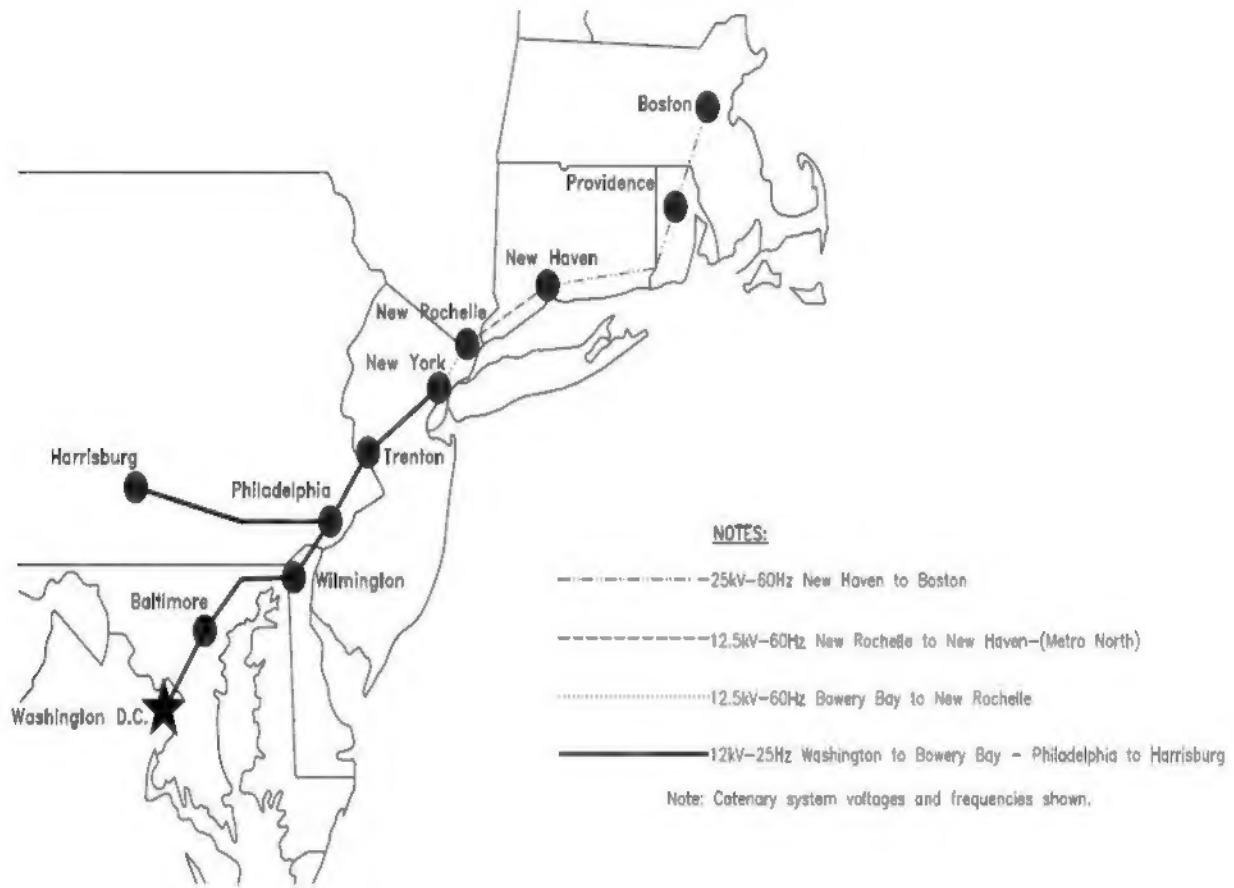 Boston
Providence
New Haven
New Rochelle
New York
Harrisburg
Trenton
Philadelphia
Wilmington
Baltimore
Washington D.C.
NOTES:
25kV-60Hz New Haven to Boston
12.5kV-60Hz New Rochelle to New Haven-(Metro North)
12.5kV-60Hz Bowery Bay to New Rochelle
12kV-25Hz Washington to Bowery Bay - Philadelphia to Harrisburg
Note: Catenary system voltages and frequencies shown.